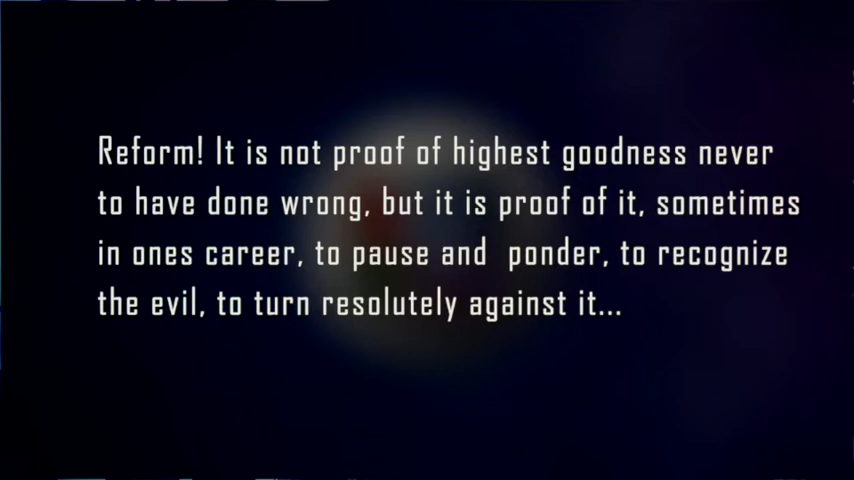 Reform! It is not proof of highest goodness never
to have done wrong, but it is proof of it, sometimes
in ones career, to pause and  ponder, to recognize
the evil, to turn resolutely against it...